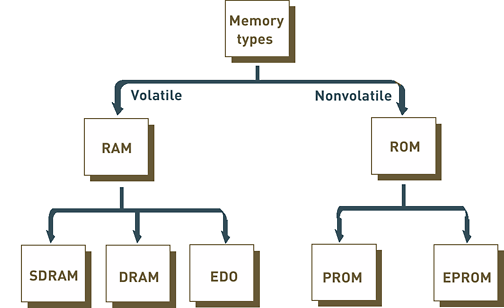 Memory
types
Volatile
Nonvolatile
RAM
ROM
SDRAM
DRAM
EDO
PROM
EPROM